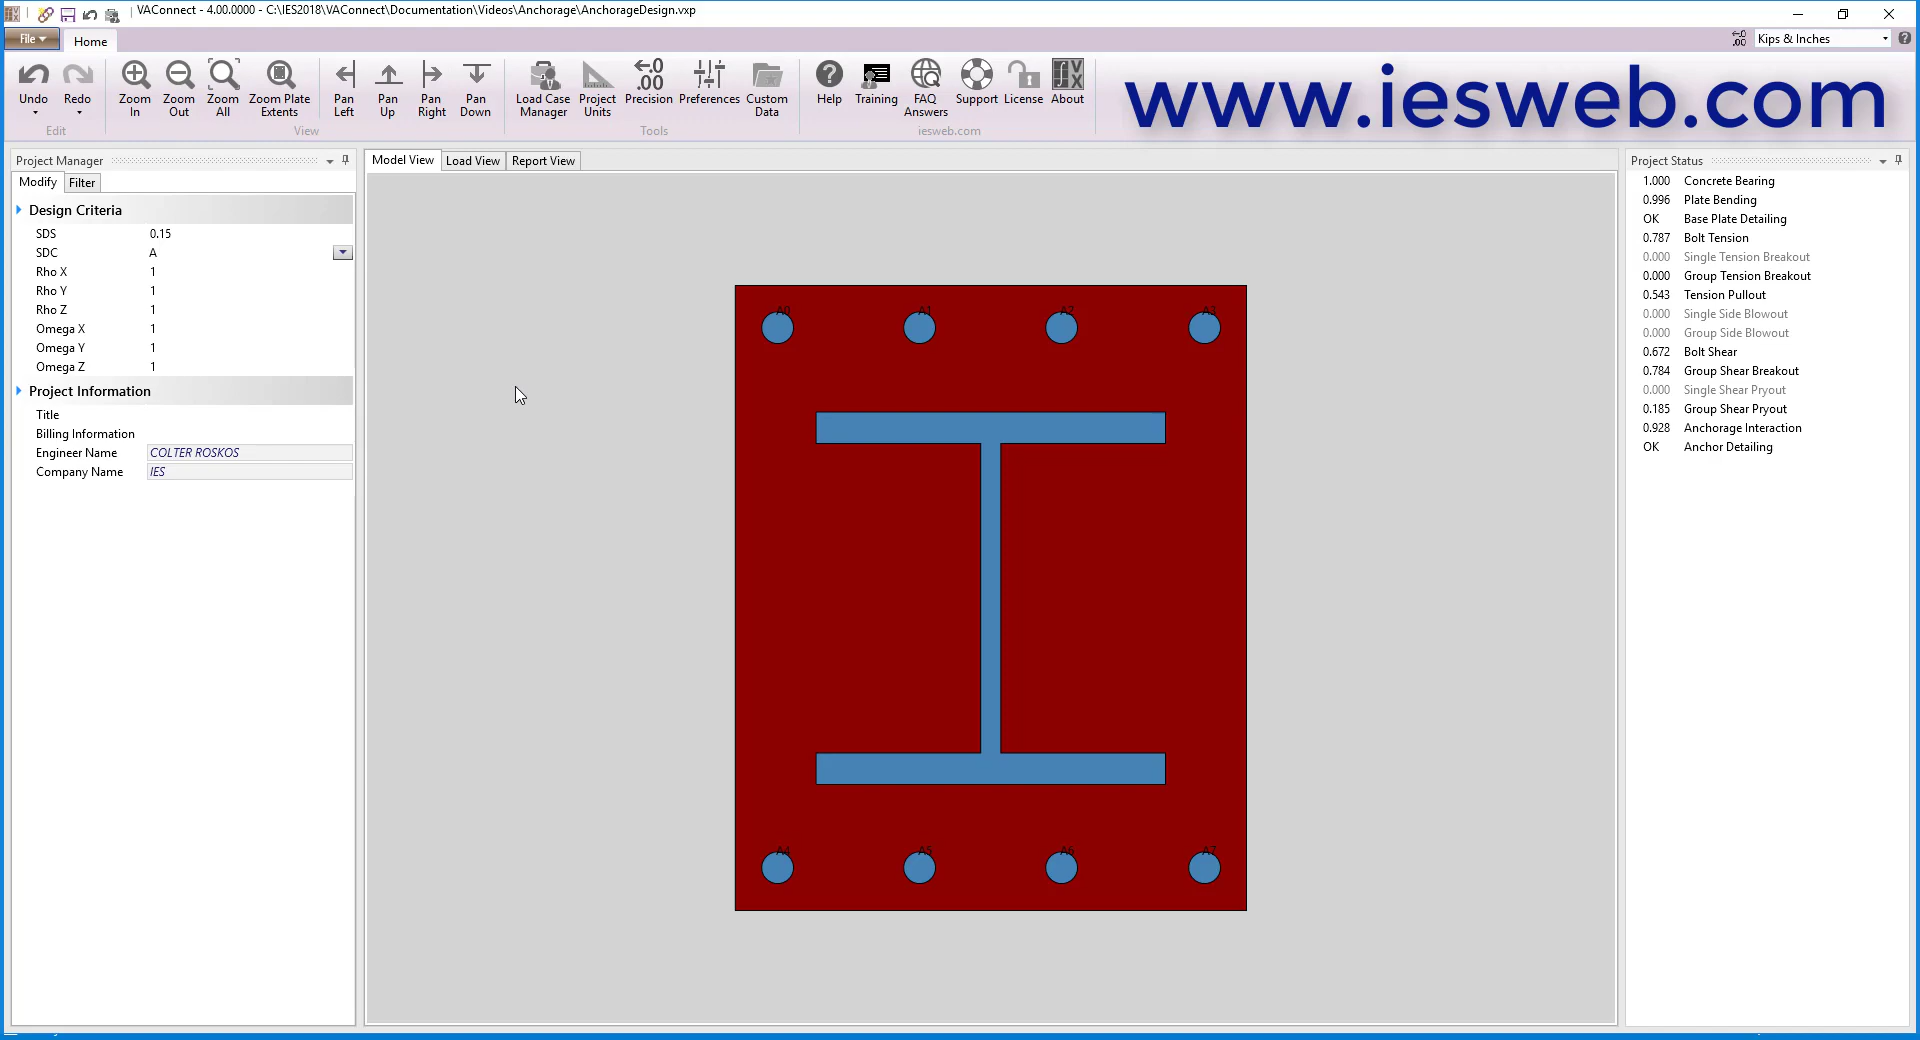 VAConnect - 4.00.0000 - C:\IES2018\VAConnect\Documentation\Videos\Anchorage\AnchorageDesign.vxp
File Home Kips & Inches
Undo Redo Zoom In Zoom Out Zoom All Zoom Plate Extents Pan Left Pan Up Pan Right Pan Down Load Case Manager Project Units Precision Preferences Custom Data Help Training FAQ Answers Support License About
Edit View Tools iesweb.com
www.iesweb.com
Project Manager
Modify Filter
Design Criteria
SDS 0.15
SDC A
Rho X 1
Rho Y 1
Rho Z 1
Omega X 1
Omega Y 1
Omega Z 1
Project Information
Title
Billing Information
Engineer Name COLTER ROSKOS
Company Name IES
Model View Load View Report View
A0 A1 A2 A3
A4 A5 A6 A7
Project Status
1.000 Concrete Bearing
0.996 Plate Bending
OK Base Plate Detailing
0.787 Bolt Tension
0.000 Single Tension Breakout
0.000 Group Tension Breakout
0.543 Tension Pullout
0.000 Single Side Blowout
0.000 Group Side Blowout
0.672 Bolt Shear
0.784 Group Shear Breakout
0.000 Single Shear Pryout
0.185 Group Shear Pryout
0.928 Anchorage Interaction
OK Anchor Detailing